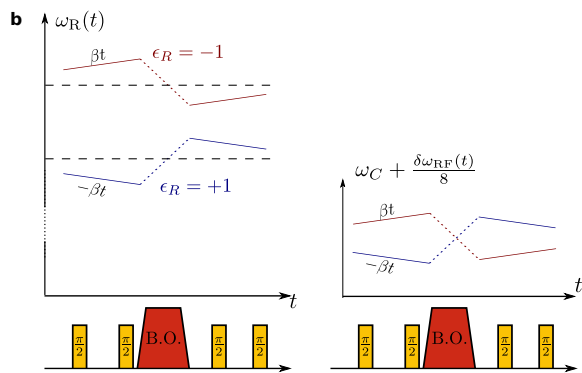 b
ω_R(t)
βt
ϵ_R = −1
−βt
ϵ_R = +1
t
π/2 π/2 B.O. π/2 π/2
ω_C + δω_RF(t)/8
βt
−βt
t
π/2 π/2 B.O. π/2 π/2